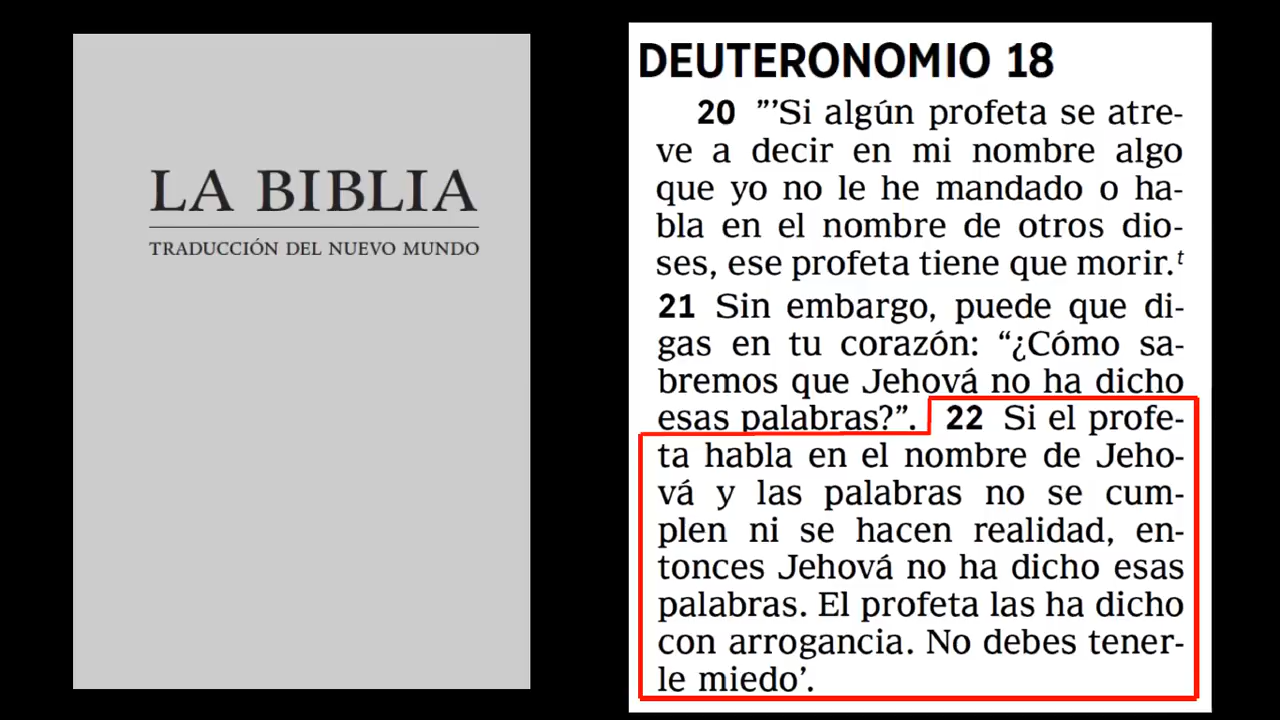 LA BIBLIA
TRADUCCIÓN DEL NUEVO MUNDO
DEUTERONOMIO 18
20 ”’Si algún profeta se atre-
ve a decir en mi nombre algo
que yo no le he mandado o ha-
bla en el nombre de otros dio-
ses, ese profeta tiene que morir.t
21 Sin embargo, puede que di-
gas en tu corazón: “¿Cómo sa-
bremos que Jehová no ha dicho
esas palabras?”. 22 Si el profe-
ta habla en el nombre de Jeho-
vá y las palabras no se cum-
plen ni se hacen realidad, en-
tonces Jehová no ha dicho esas
palabras. El profeta las ha dicho
con arrogancia. No debes tener-
le miedo’.